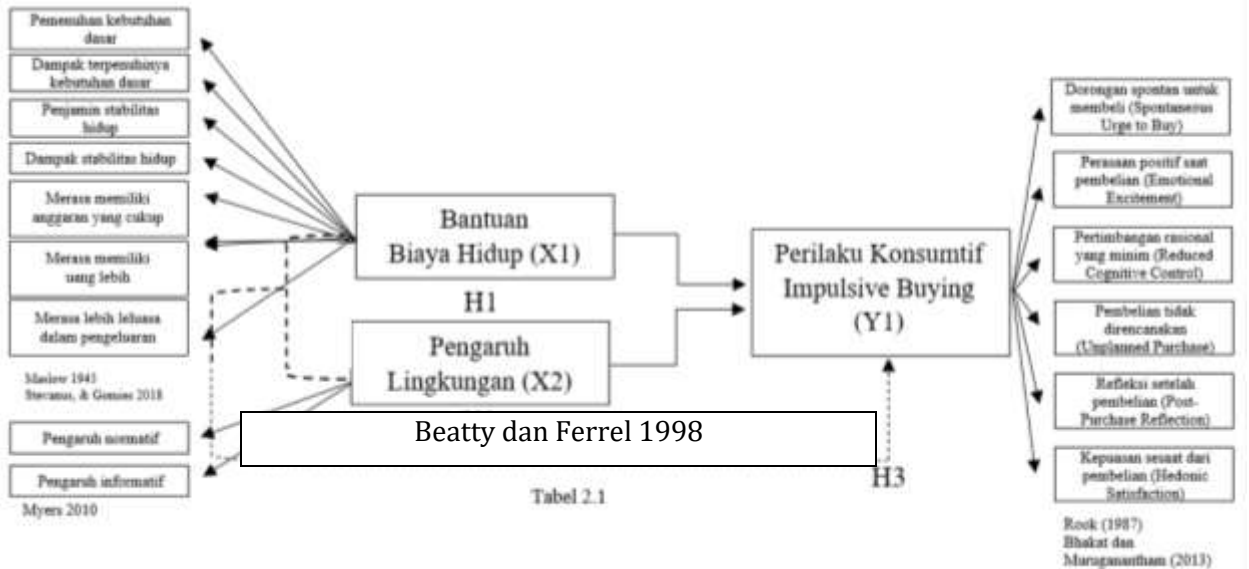 Pemenuhan kebutuhan
dasar
Dampak terpenuhinya
kebutuhan dasar
Penjamin stabilitas
hidup
Dampak stabilitas hidup
Merasa memiliki
anggaran yang cukup
Merasa memiliki
uang lebih
Merasa lebih leluasa
dalam pengeluaran
Maslow 1943
Stevanus, & Gomies 2018
Pengaruh normatif
Pengaruh informatif
Myers 2010
Bantuan
Biaya Hidup (X1)
H1
Pengaruh
Lingkungan (X2)
Beatty dan Ferrel 1998
Tabel 2.1
H3
Perilaku Konsumtif
Impulsive Buying
(Y1)
Dorongan spontan untuk
membeli (Spontaneous
Urge to Buy)
Perasaan positif saat
pembelian (Emotional
Excitement)
Pertimbangan rasional
yang minim (Reduced
Cognitive Control)
Pembelian tidak
direncanakan
(Unplanned Purchase)
Refleksi setelah
pembelian (Post-
Purchase Reflection)
Kepuasan sesaat dari
pembelian (Hedonic
Satisfaction)
Rook (1987)
Bhakat dan
Muruganantham (2013)